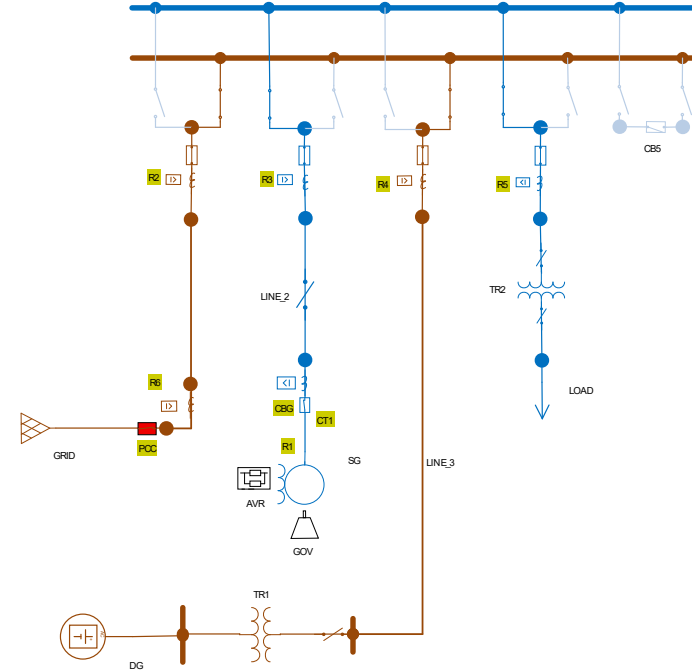 CB5
R2
R3
R4
R5
TR2
LINE_2
R6
LOAD
CBG
CT1
POC
R1
GRID
SG
LINE_3
AVR
GOV
TR1
DG